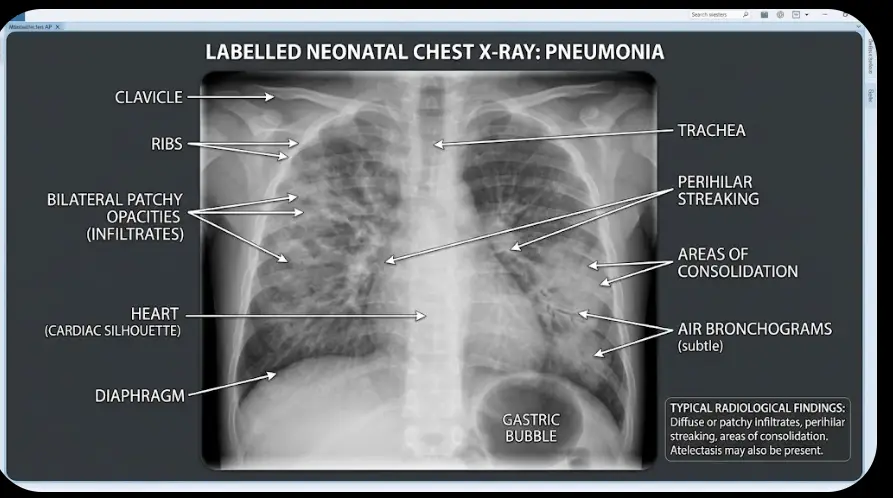 Search
LABELLED NEONATAL CHEST X-RAY: PNEUMONIA
CLAVICLE
RIBS
BILATERAL PATCHY
OPACITIES
(INFILTRATES)
HEART
(CARDIAC SILHOUETTE)
DIAPHRAGM
TRACHEA
PERIHILAR
STREAKING
AREAS OF
CONSOLIDATION
AIR BRONCHOGRAMS
(subtle)
GASTRIC
BUBBLE
TYPICAL RADIOLOGICAL FINDINGS:
Diffuse or patchy infiltrates, perihilar
streaking, areas of consolidation.
Atelectasis may also be present.